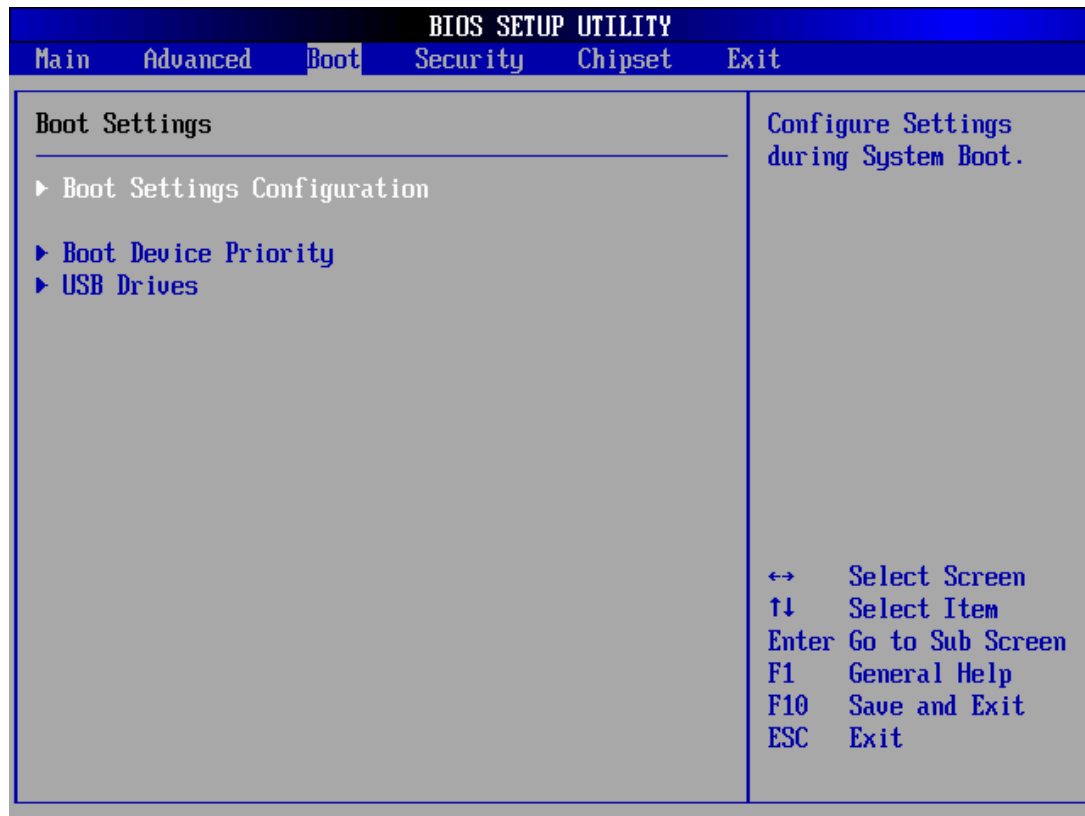 BIOS SETUP UTILITY
Main Advanced Boot Security Chipset Exit
Boot Settings
▶ Boot Settings Configuration
▶ Boot Device Priority
▶ USB Drives
Configure Settings
during System Boot.
↔ Select Screen
↑↓ Select Item
Enter Go to Sub Screen
F1 General Help
F10 Save and Exit
ESC Exit